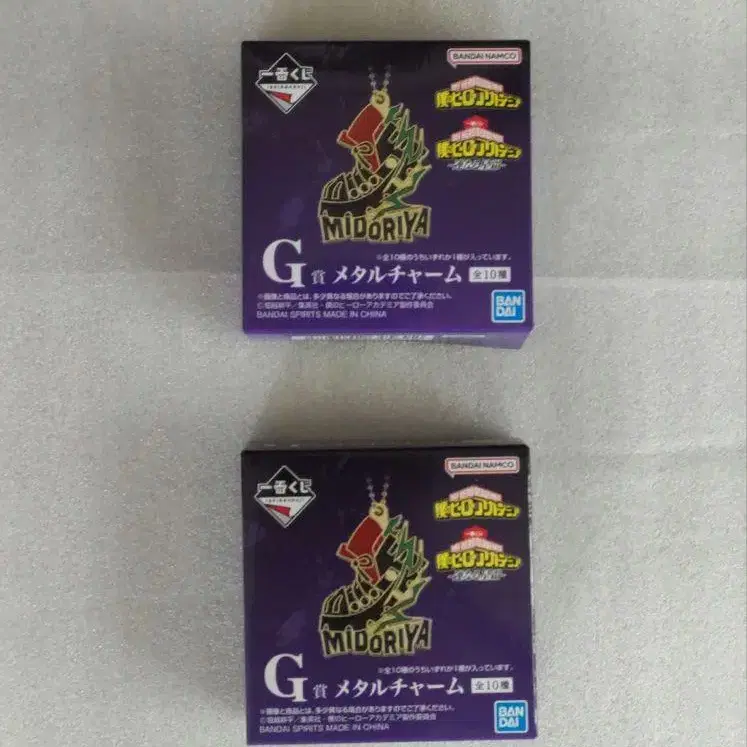 BANDAI NAMCO
一番くじ
ICHIBANKUJI
僕のヒーローアカデミア
僕のヒーローアカデミア
MIDORIYA
※全10種のうちいずれか1種が入っています。
G賞 メタルチャーム 全10種
※画像と商品とは、多少異なる場合がありますのでご了承ください。
©堀越耕平／集英社・僕のヒーローアカデミア製作委員会
BANDAI SPIRITS MADE IN CHINA
BAN
DAI
BANDAI NAMCO
一番くじ
ICHIBANKUJI
僕のヒーローアカデミア
僕のヒーローアカデミア
MIDORIYA
※全10種のうちいずれか1種が入っています。
G賞 メタルチャーム 全10種
※画像と商品とは、多少異なる場合がありますのでご了承ください。
©堀越耕平／集英社・僕のヒーローアカデミア製作委員会
BANDAI SPIRITS MADE IN CHINA
BAN
DAI